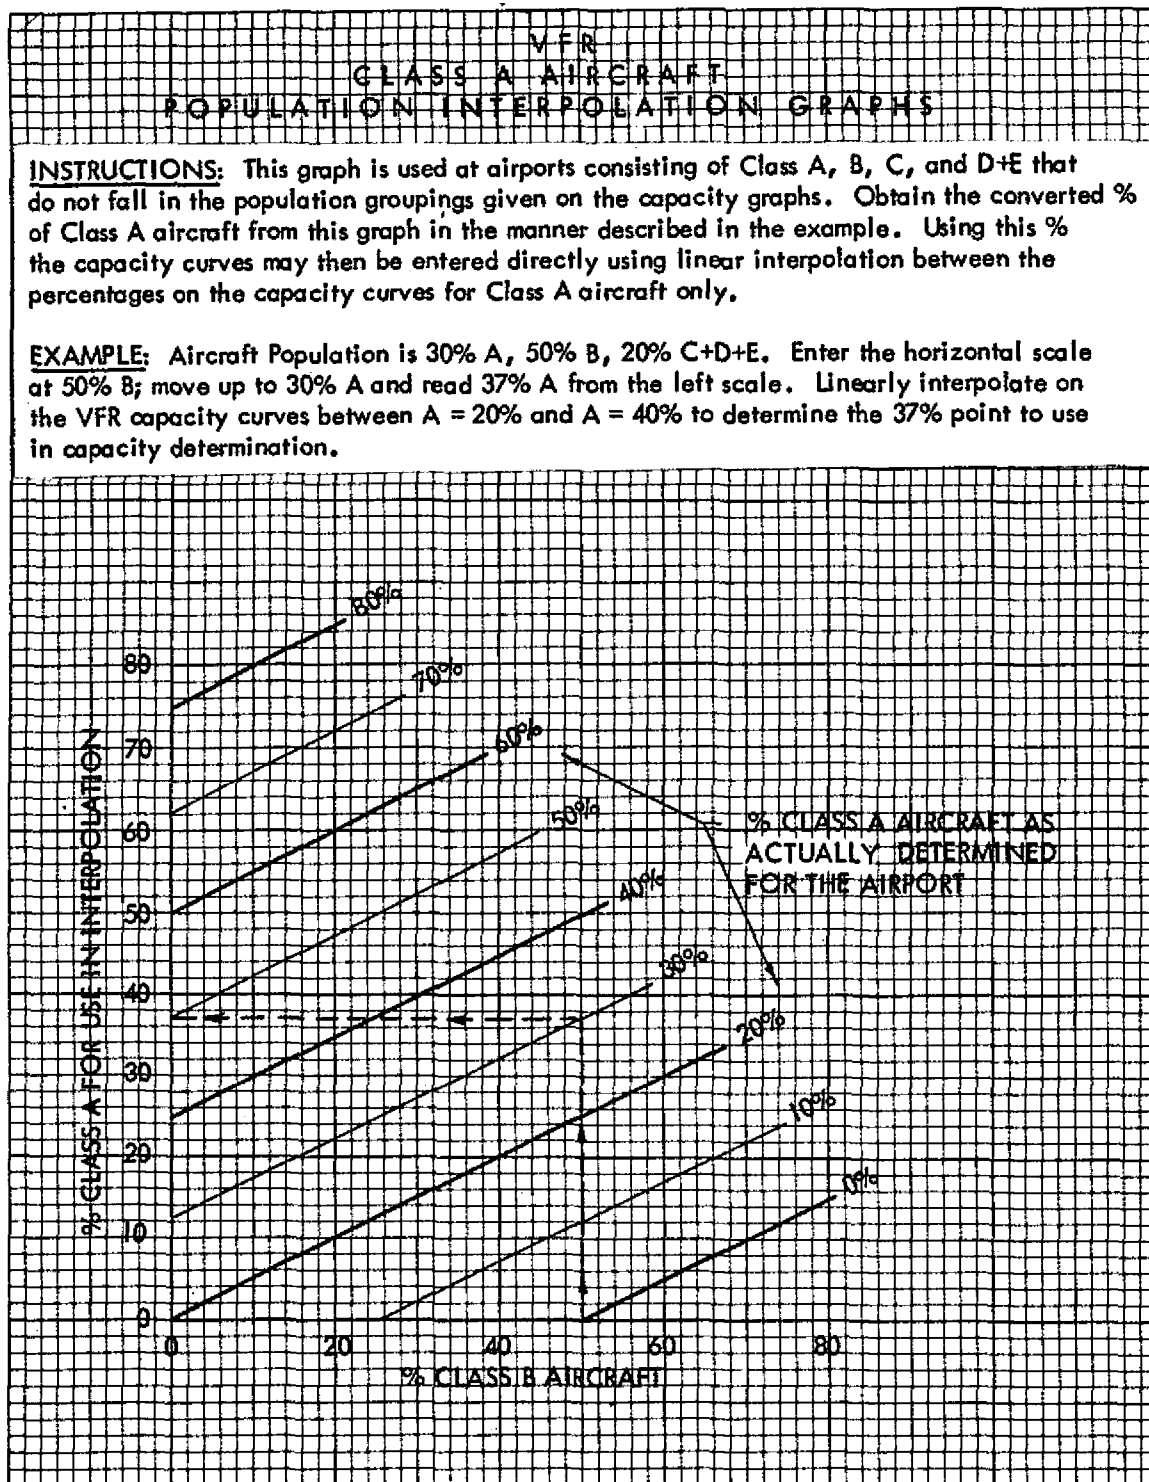 VFR
CLASS A AIRCRAFT
POPULATION INTERPOLATION GRAPHS
INSTRUCTIONS: This graph is used at airports consisting of Class A, B, C, and D+E that
do not fall in the population groupings given on the capacity graphs. Obtain the converted %
of Class A aircraft from this graph in the manner described in the example. Using this %
the capacity curves may then be entered directly using linear interpolation between the
percentages on the capacity curves for Class A aircraft only.
EXAMPLE: Aircraft Population is 30% A, 50% B, 20% C+D+E. Enter the horizontal scale
at 50% B; move up to 30% A and read 37% A from the left scale. Linearly interpolate on
the VFR capacity curves between A = 20% and A = 40% to determine the 37% point to use
in capacity determination.
80%
80
70%
70
60%
50%
60
% CLASS A AIRCRAFT AS
ACTUALLY DETERMINED
FOR THE AIRPORT
40%
50
30%
40
20%
30
10%
20
0%
10
0
% CLASS A FOR USE IN INTERPOLATION
0
20
40
60
80
% CLASS B AIRCRAFT